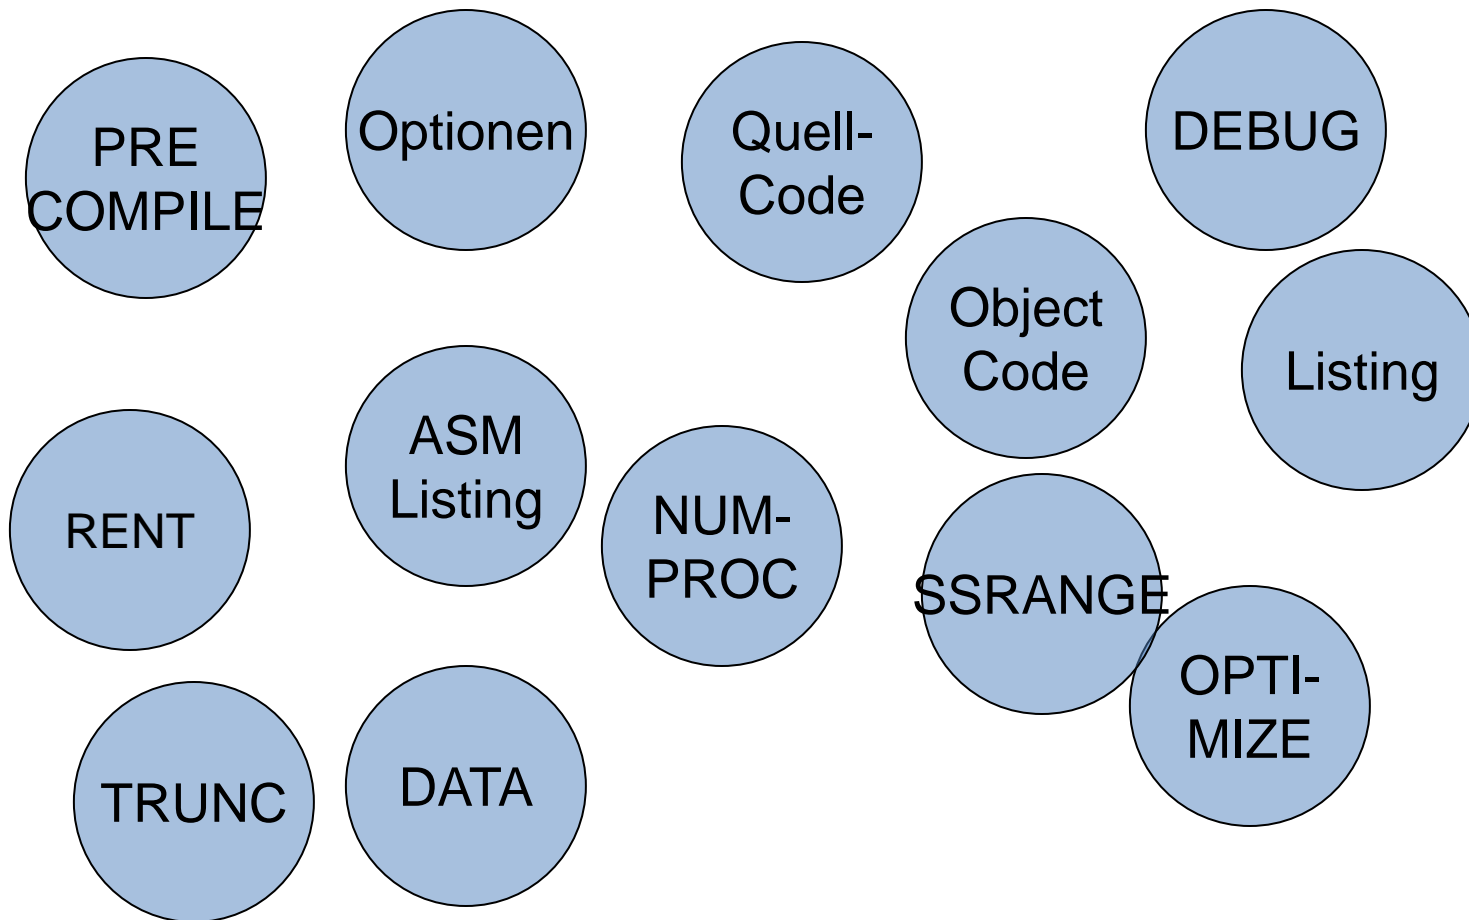 PRE
COMPILE
Optionen
Quell-
Code
DEBUG
Object
Code
Listing
RENT
ASM
Listing
NUM-
PROC
SSRANGE
OPTI-
MIZE
TRUNC
DATA